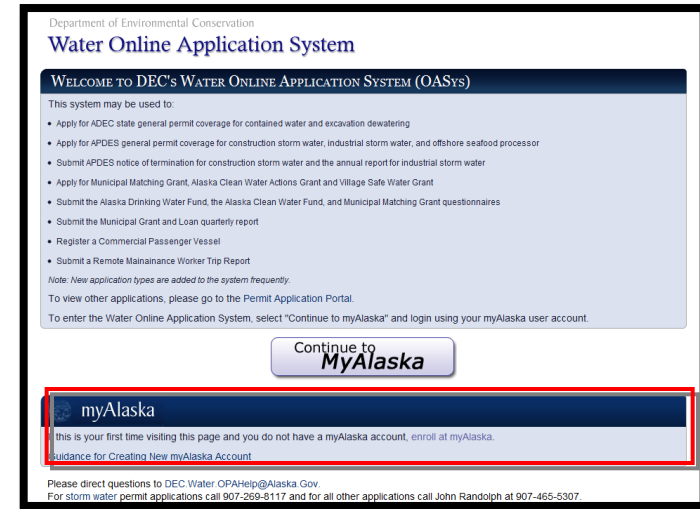 Department of Environmental Conservation
Water Online Application System
WELCOME TO DEC'S WATER ONLINE APPLICATION SYSTEM (OASYS)
This system may be used to:
• Apply for ADEC state general permit coverage for contained water and excavation dewatering
• Apply for APDES general permit coverage for construction storm water, industrial storm water, and offshore seafood processor
• Submit APDES notice of termination for construction storm water and the annual report for industrial storm water
• Apply for Municipal Matching Grant, Alaska Clean Water Actions Grant and Village Safe Water Grant
• Submit the Alaska Drinking Water Fund, the Alaska Clean Water Fund, and Municipal Matching Grant questionnaires
• Submit the Municipal Grant and Loan quarterly report
• Register a Commercial Passenger Vessel
• Submit a Remote Mainainance Worker Trip Report
Note: New application types are added to the system frequently.
To view other applications, please go to the Permit Application Portal.
To enter the Water Online Application System, select "Continue to myAlaska" and login using your myAlaska user account.
Continue to
MyAlaska
myAlaska
f this is your first time visiting this page and you do not have a myAlaska account, enroll at myAlaska.
Guidance for Creating New myAlaska Account
Please direct questions to DEC.Water.OPAHelp@Alaska.Gov.
For storm water permit applications call 907-269-8117 and for all other applications call John Randolph at 907-465-5307.